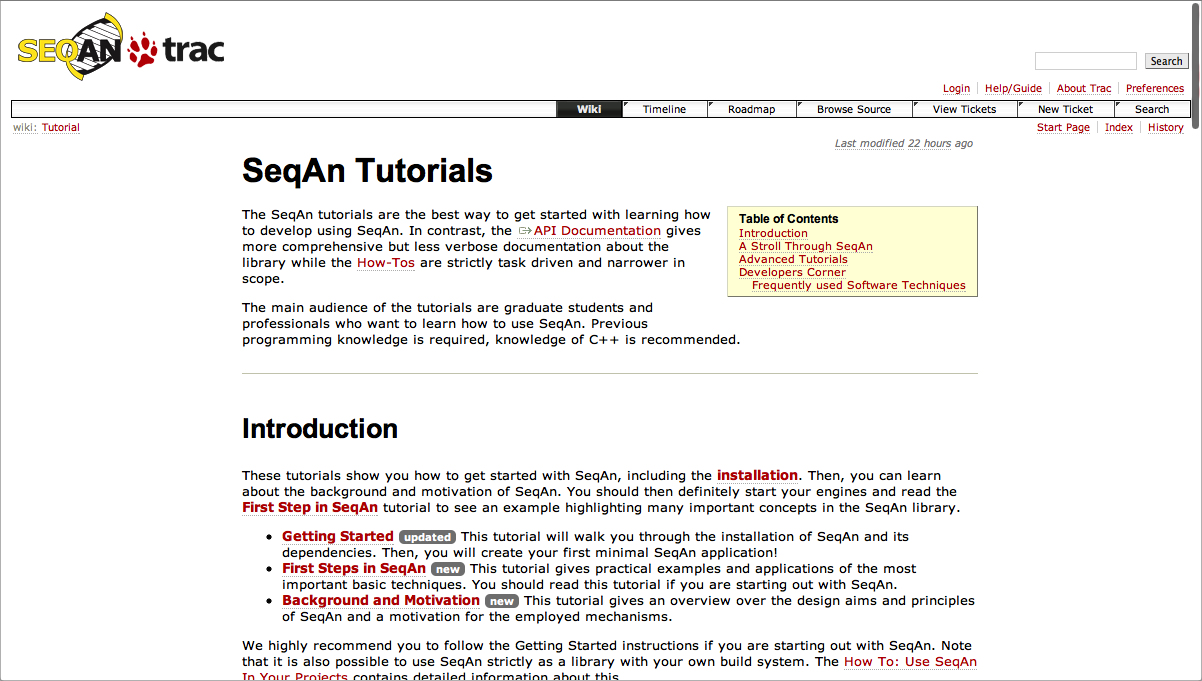 SEQAN trac
Search
Login Help/Guide About Trac Preferences
Wiki Timeline Roadmap Browse Source View Tickets New Ticket Search
wiki: Tutorial
Start Page Index History
Last modified 22 hours ago
SeqAn Tutorials
The SeqAn tutorials are the best way to get started with learning how
to develop using SeqAn. In contrast, the API Documentation gives
more comprehensive but less verbose documentation about the
library while the How-Tos are strictly task driven and narrower in
scope.
Table of Contents
Introduction
A Stroll Through SeqAn
Advanced Tutorials
Developers Corner
Frequently used Software Techniques
The main audience of the tutorials are graduate students and
professionals who want to learn how to use SeqAn. Previous
programming knowledge is required, knowledge of C++ is recommended.
Introduction
These tutorials show you how to get started with SeqAn, including the installation. Then, you can learn
about the background and motivation of SeqAn. You should then definitely start your engines and read the
First Step in SeqAn tutorial to see an example highlighting many important concepts in the SeqAn library.
• Getting Started updated This tutorial will walk you through the installation of SeqAn and its
dependencies. Then, you will create your first minimal SeqAn application!
• First Steps in SeqAn new This tutorial gives practical examples and applications of the most
important basic techniques. You should read this tutorial if you are starting out with SeqAn.
• Background and Motivation new This tutorial gives an overview over the design aims and principles
of SeqAn and a motivation for the employed mechanisms.
We highly recommend you to follow the Getting Started instructions if you are starting out with SeqAn. Note
that it is also possible to use SeqAn strictly as a library with your own build system. The How To: Use SeqAn
In Your Projects contains detailed information about this.